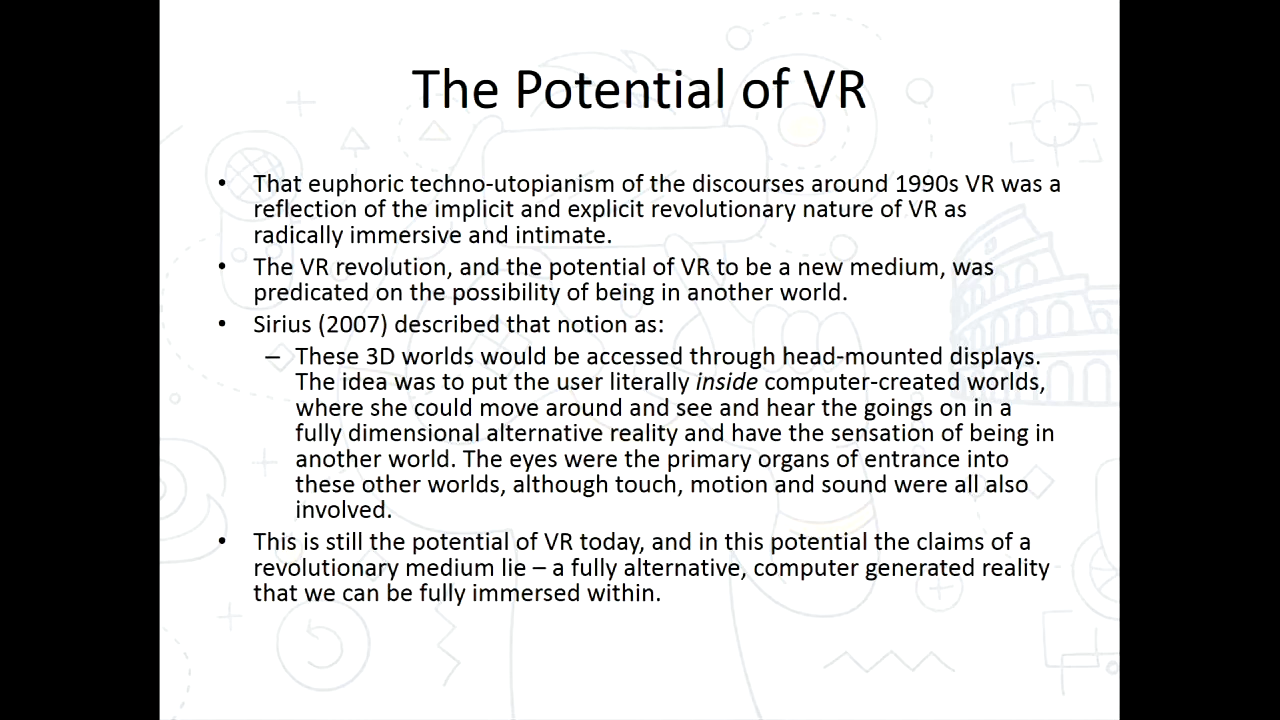 The Potential of VR
• That euphoric techno-utopianism of the discourses around 1990s VR was a
reflection of the implicit and explicit revolutionary nature of VR as
radically immersive and intimate.
• The VR revolution, and the potential of VR to be a new medium, was
predicated on the possibility of being in another world.
• Sirius (2007) described that notion as:
– These 3D worlds would be accessed through head-mounted displays.
The idea was to put the user literally inside computer-created worlds,
where she could move around and see and hear the goings on in a
fully dimensional alternative reality and have the sensation of being in
another world. The eyes were the primary organs of entrance into
these other worlds, although touch, motion and sound were all also
involved.
• This is still the potential of VR today, and in this potential the claims of a
revolutionary medium lie – a fully alternative, computer generated reality
that we can be fully immersed within.